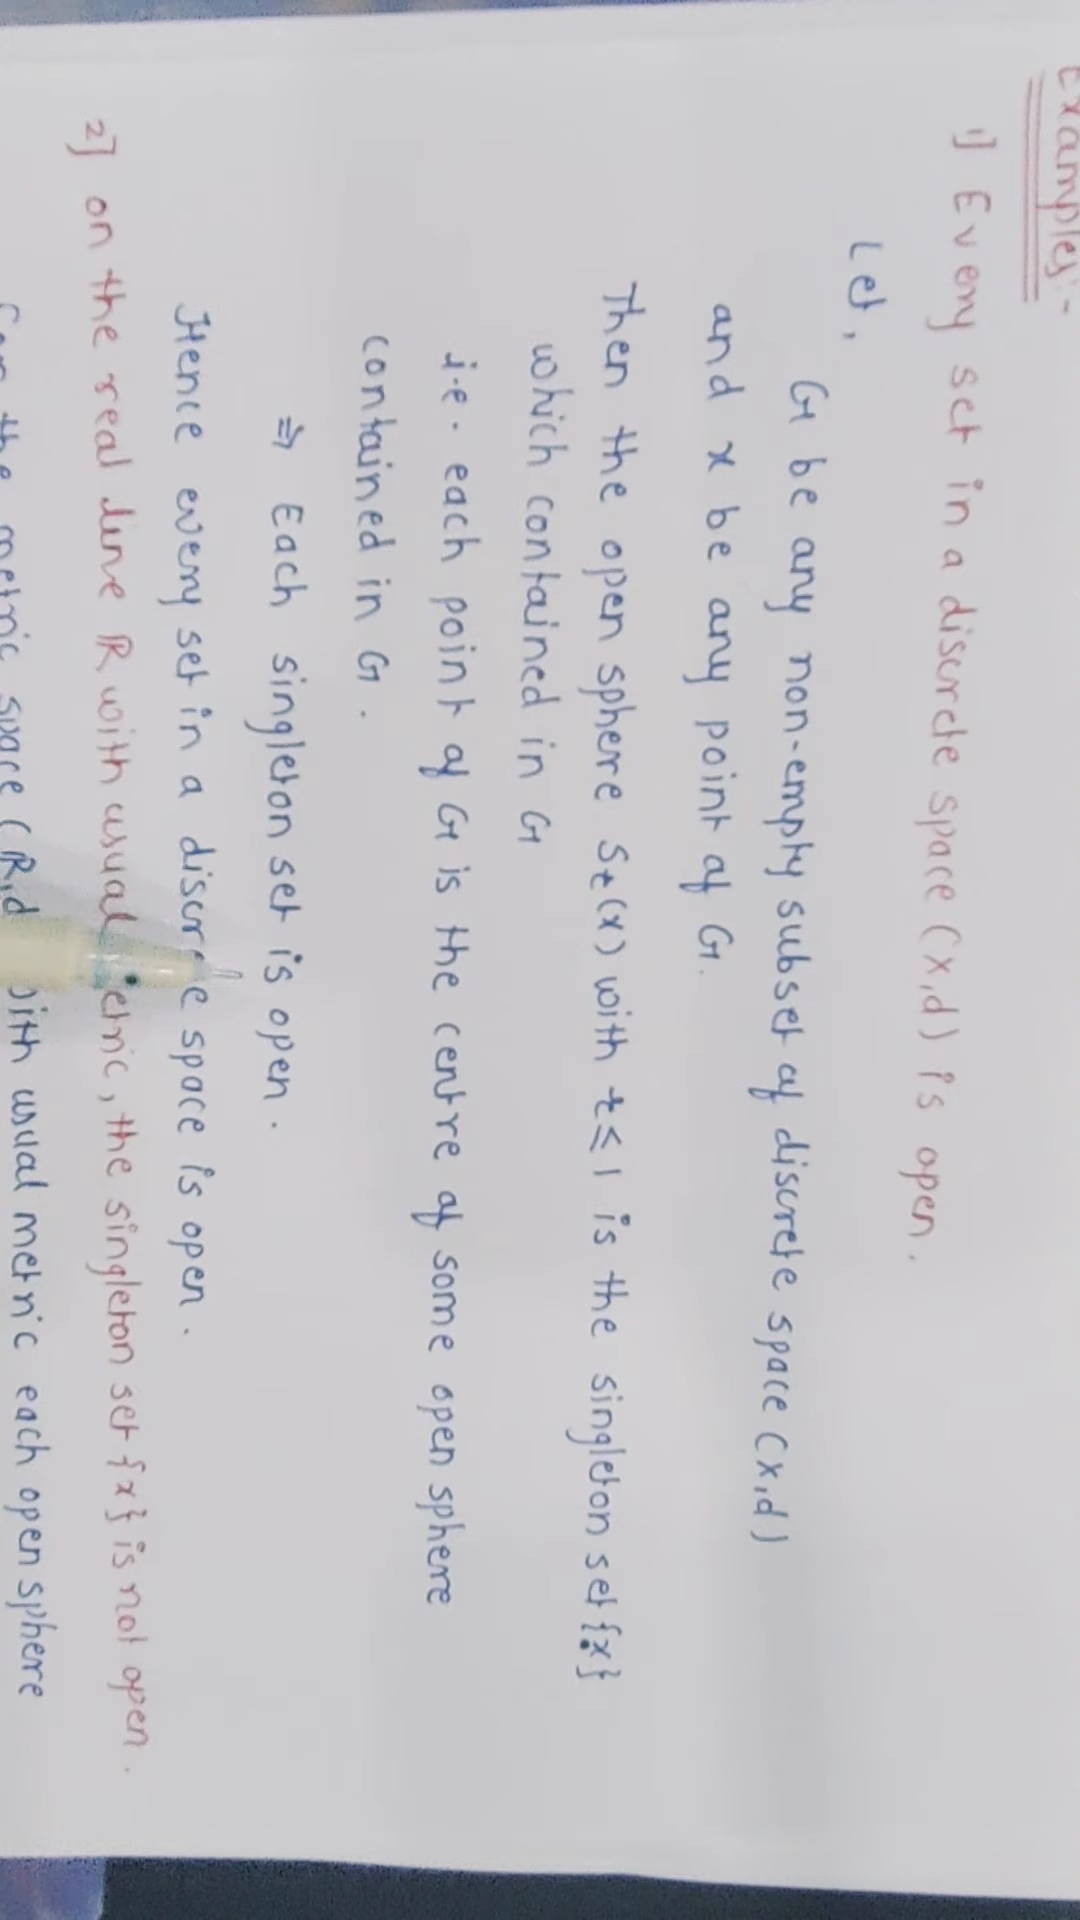 Examples:-
1] Every set in a discrete space (X,d) is open.
Let,
G be any non-empty subset of discrete space (X,d)
and x be any point of G.
Then the open sphere Sr(x) with r≤1 is the singleton set {x}
which contained in G
i.e. each point of G is the centre of some open sphere
contained in G.
⇒ Each singleton set is open.
Hence every set in a discrete space is open.
2] on the real line R with usual metric, the singleton set {x} is not open.
the metric space (R,d with usual metric each open sphere